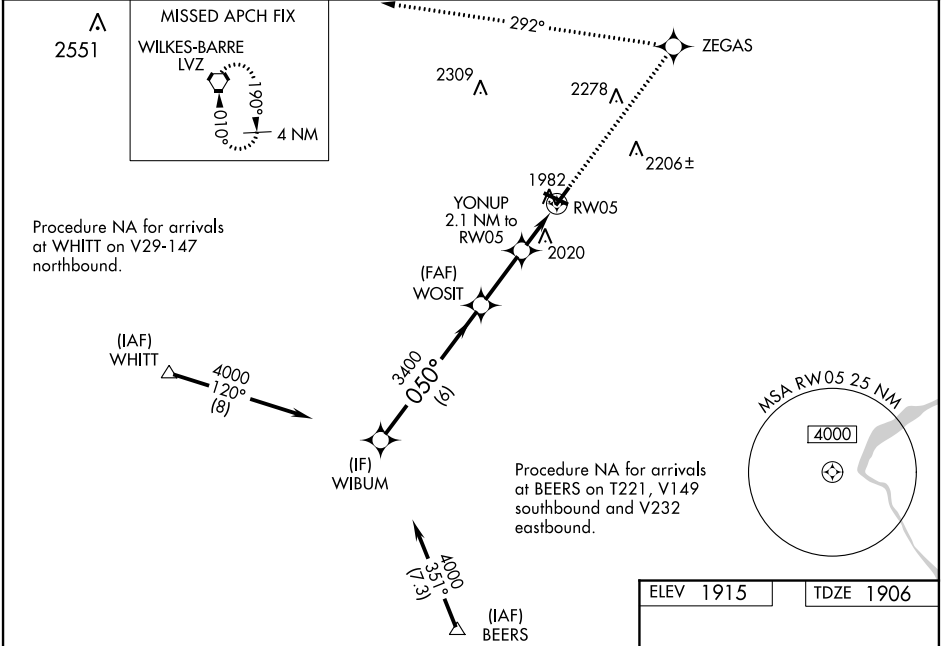 2551
MISSED APCH FIX
WILKES-BARRE
LVZ
190°
010°
4 NM
292°
ZEGAS
2309
2278
2206±
1982
RW05
YONUP
2.1 NM to
RW05
2020
Procedure NA for arrivals
at WHITT on V29-147
northbound.
(FAF)
WOSIT
(IAF)
WHITT
4000
120°
(8)
3400
050°
(6)
(IF)
WIBUM
MSA RW05 25 NM
4000
Procedure NA for arrivals
at BEERS on T221, V149
southbound and V232
eastbound.
4000
351°
(7.3)
(IAF)
BEERS
ELEV 1915
TDZE 1906